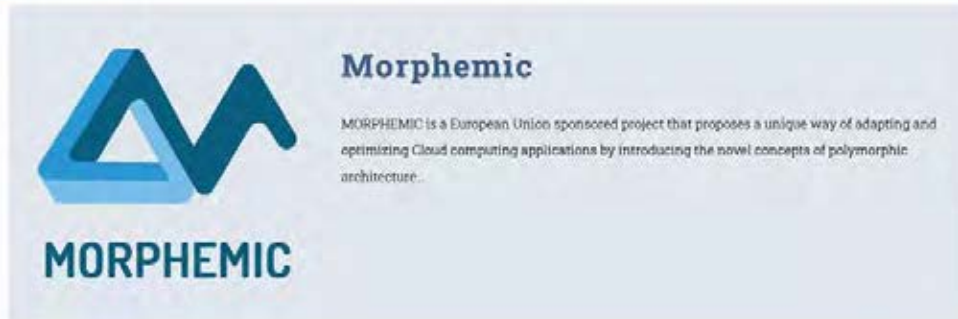 Morphemic
MORPHEMIC is a European Union sponsored project that proposes a unique way of adapting and
optimizing Cloud computing applications by introducing the novel concepts of polymorphic
architecture...
MORPHEMIC